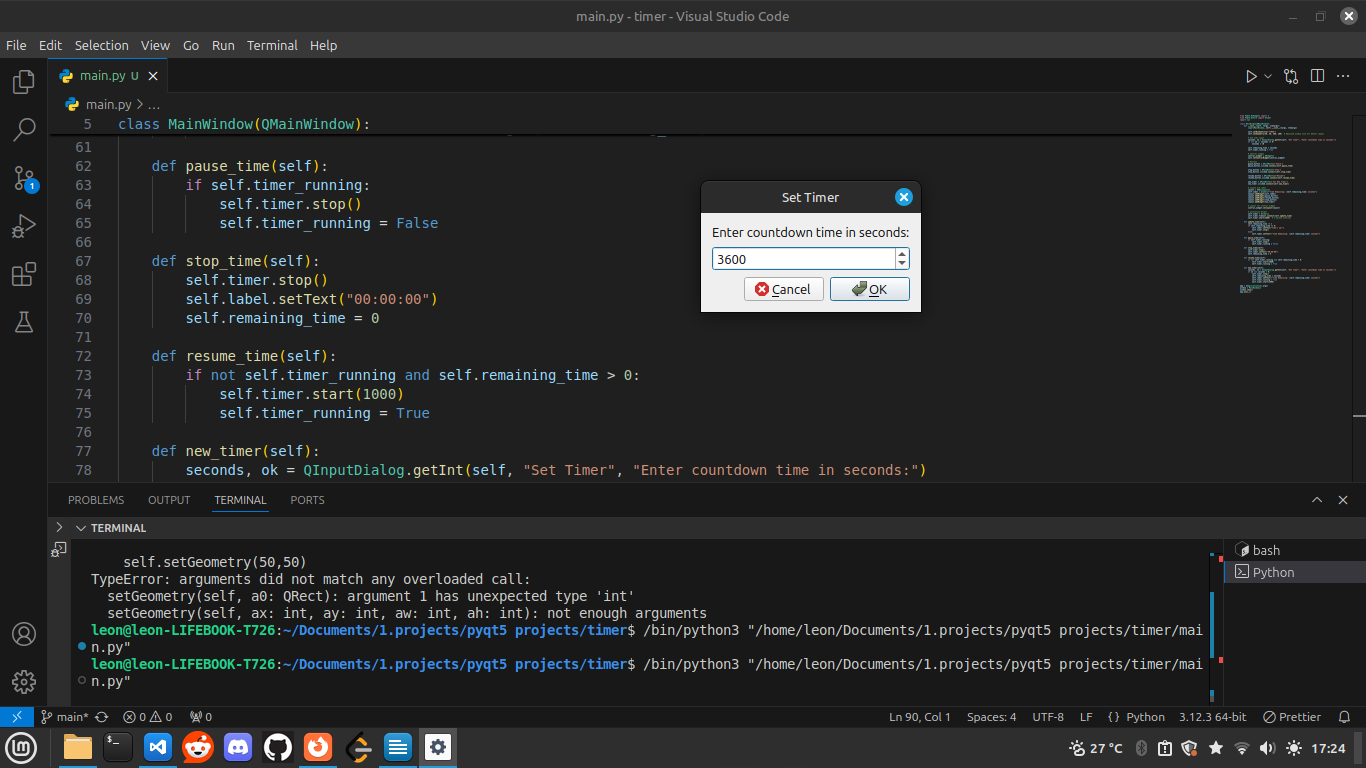 main.py - timer - Visual Studio Code
File Edit Selection View Go Run Terminal Help
main.py U
main.py > ...
5 class MainWindow(QMainWindow):
61
62 def pause_time(self):
63 if self.timer_running:
64 self.timer.stop()
65 self.timer_running = False
66
67 def stop_time(self):
68 self.timer.stop()
69 self.label.setText("00:00:00")
70 self.remaining_time = 0
71
72 def resume_time(self):
73 if not self.timer_running and self.remaining_time > 0:
74 self.timer.start(1000)
75 self.timer_running = True
76
77 def new_timer(self):
78 seconds, ok = QInputDialog.getInt(self, "Set Timer", "Enter countdown time in seconds:")
Set Timer
Enter countdown time in seconds:
3600
Cancel OK
1
PROBLEMS OUTPUT TERMINAL PORTS
TERMINAL
self.setGeometry(50,50)
TypeError: arguments did not match any overloaded call:
setGeometry(self, a0: QRect): argument 1 has unexpected type 'int'
setGeometry(self, ax: int, ay: int, aw: int, ah: int): not enough arguments
leon@leon-LIFEBOOK-T726:~/Documents/1.projects/pyqt5 projects/timer$ /bin/python3 "/home/leon/Documents/1.projects/pyqt5 projects/timer/mai
n.py"
leon@leon-LIFEBOOK-T726:~/Documents/1.projects/pyqt5 projects/timer$ /bin/python3 "/home/leon/Documents/1.projects/pyqt5 projects/timer/mai
n.py"
bash
Python
main* 0 0 0 Ln 90, Col 1 Spaces: 4 UTF-8 LF {} Python 3.12.3 64-bit Prettier
27 °C 17:24